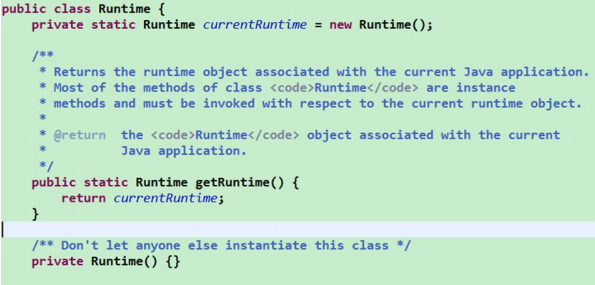 public class Runtime {
    private static Runtime currentRuntime = new Runtime();
    /**
     * Returns the runtime object associated with the current Java application.
     * Most of the methods of class <code>Runtime</code> are instance
     * methods and must be invoked with respect to the current runtime object.
     *
     * @return  the <code>Runtime</code> object associated with the current
     *          Java application.
     */
    public static Runtime getRuntime() {
        return currentRuntime;
    }
    /** Don't let anyone else instantiate this class */
    private Runtime() {}